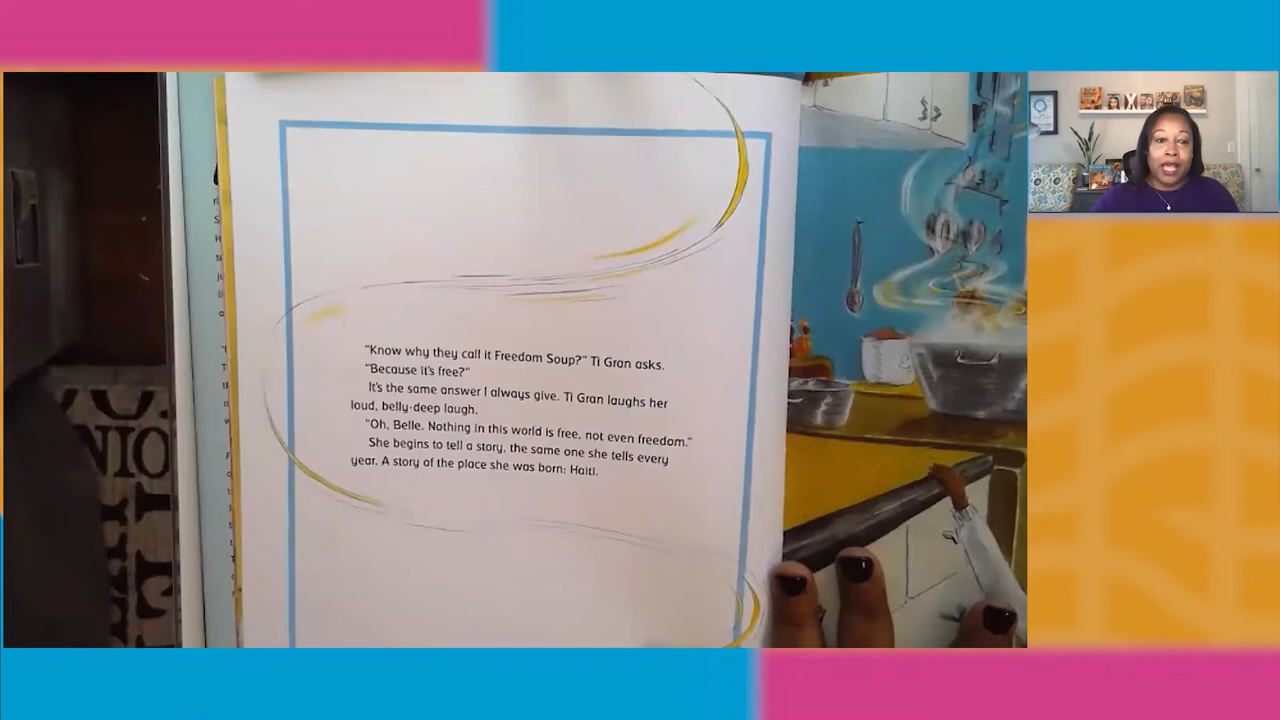 "Know why they call it Freedom Soup?" Ti Gran asks.
"Because it's free?"
It's the same answer I always give. Ti Gran laughs her
loud, belly-deep laugh.
"Oh, Belle. Nothing in this world is free, not even freedom."
She begins to tell a story, the same one she tells every
year. A story of the place she was born: Haiti.